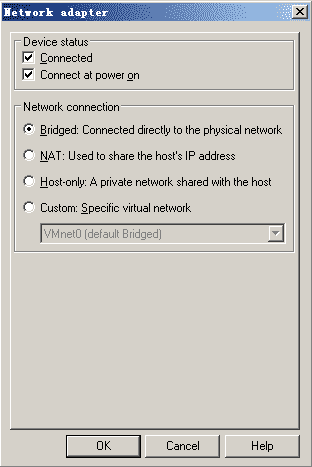 Network adapter
Device status
Connected
Connect at power on
Network connection
Bridged: Connected directly to the physical network
NAT: Used to share the host's IP address
Host-only: A private network shared with the host
Custom: Specific virtual network
VMnet0 (default Bridged)
OK Cancel Help